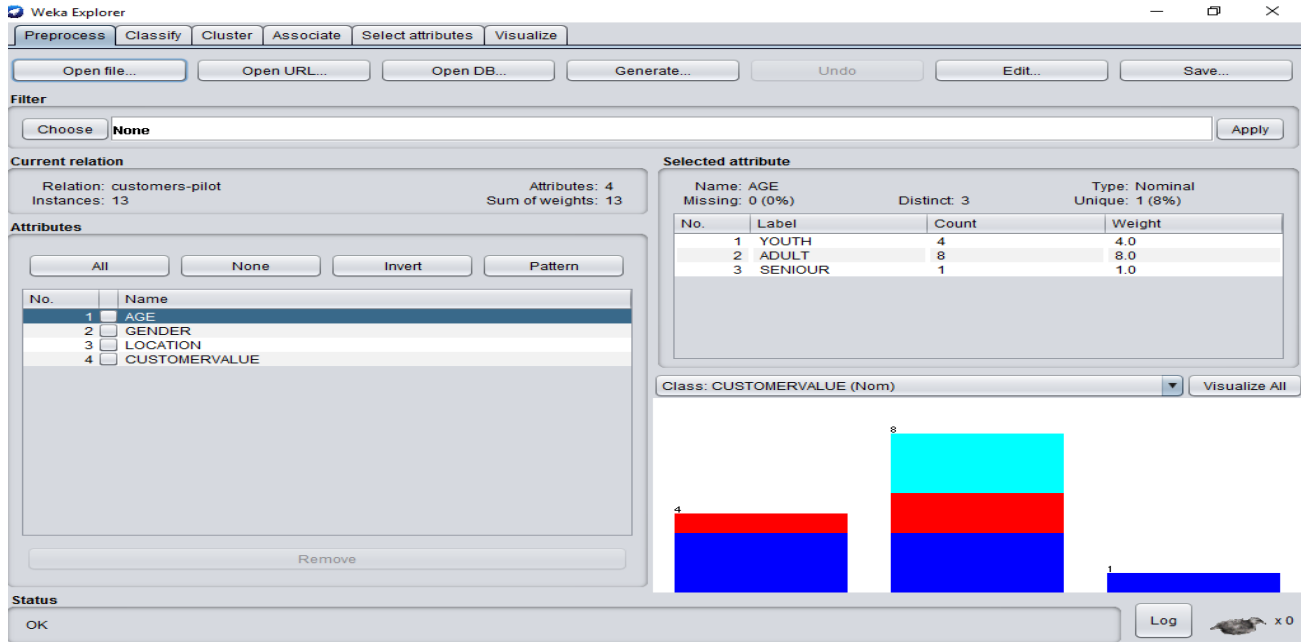 Weka Explorer
Preprocess Classify Cluster Associate Select attributes Visualize
Open file... Open URL... Open DB... Generate... Undo Edit... Save...
Filter
Choose None Apply
Current relation
Relation: customers-pilot Attributes: 4
Instances: 13 Sum of weights: 13
Attributes
All None Invert Pattern
No. Name
1 AGE
2 GENDER
3 LOCATION
4 CUSTOMERVALUE
Remove
Selected attribute
Name: AGE Type: Nominal
Missing: 0 (0%) Distinct: 3 Unique: 1 (8%)
No. Label Count Weight
1 YOUTH 4 4.0
2 ADULT 8 8.0
3 SENIOUR 1 1.0
Class: CUSTOMERVALUE (Nom) Visualize All
4
8
1
Status
OK Log x 0